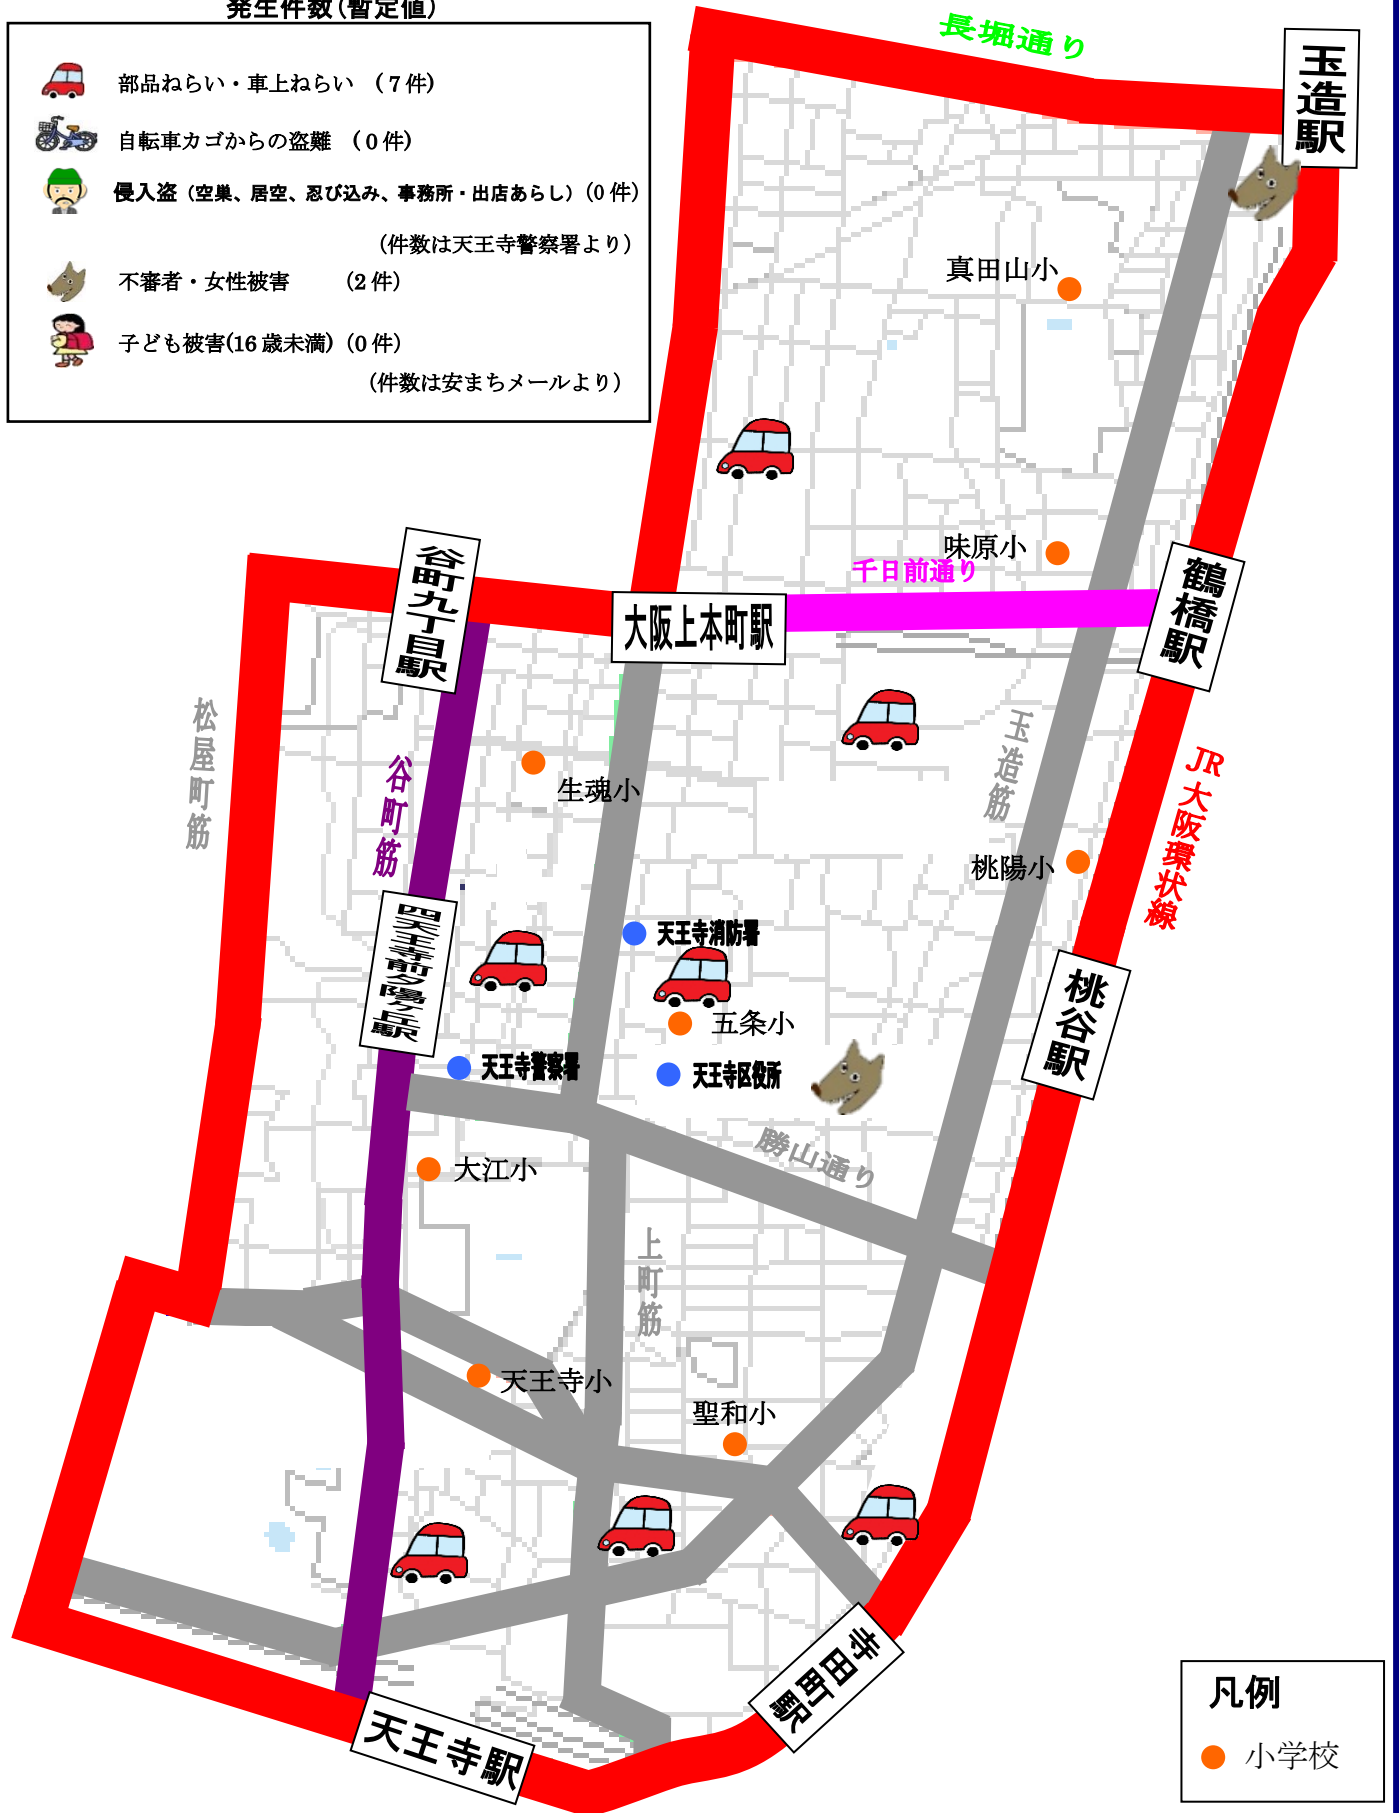 発生件数(暫定値)
部品ねらい・車上ねらい (7件)
自転車カゴからの盗難 (0件)
侵入盗(空巣、居空、忍び込み、事務所・出店あらし)(0件)
(件数は天王寺警察署より)
不審者・女性被害 (2件)
子ども被害(16歳未満)(0件)
(件数は安まちメールより)
長堀通り
玉造駅
真田山小
味原小
千日前通り
谷町九丁目駅
大阪上本町駅
鶴橋駅
松屋町筋
谷町筋
生魂小
玉造筋
JR大阪環状線
桃陽小
四天王寺前夕陽ヶ丘駅
天王寺消防署
桃谷駅
五条小
天王寺警察署
天王寺区役所
勝山通り
大江小
上町筋
天王寺小
聖和小
寺田町駅
天王寺駅
凡例
小学校